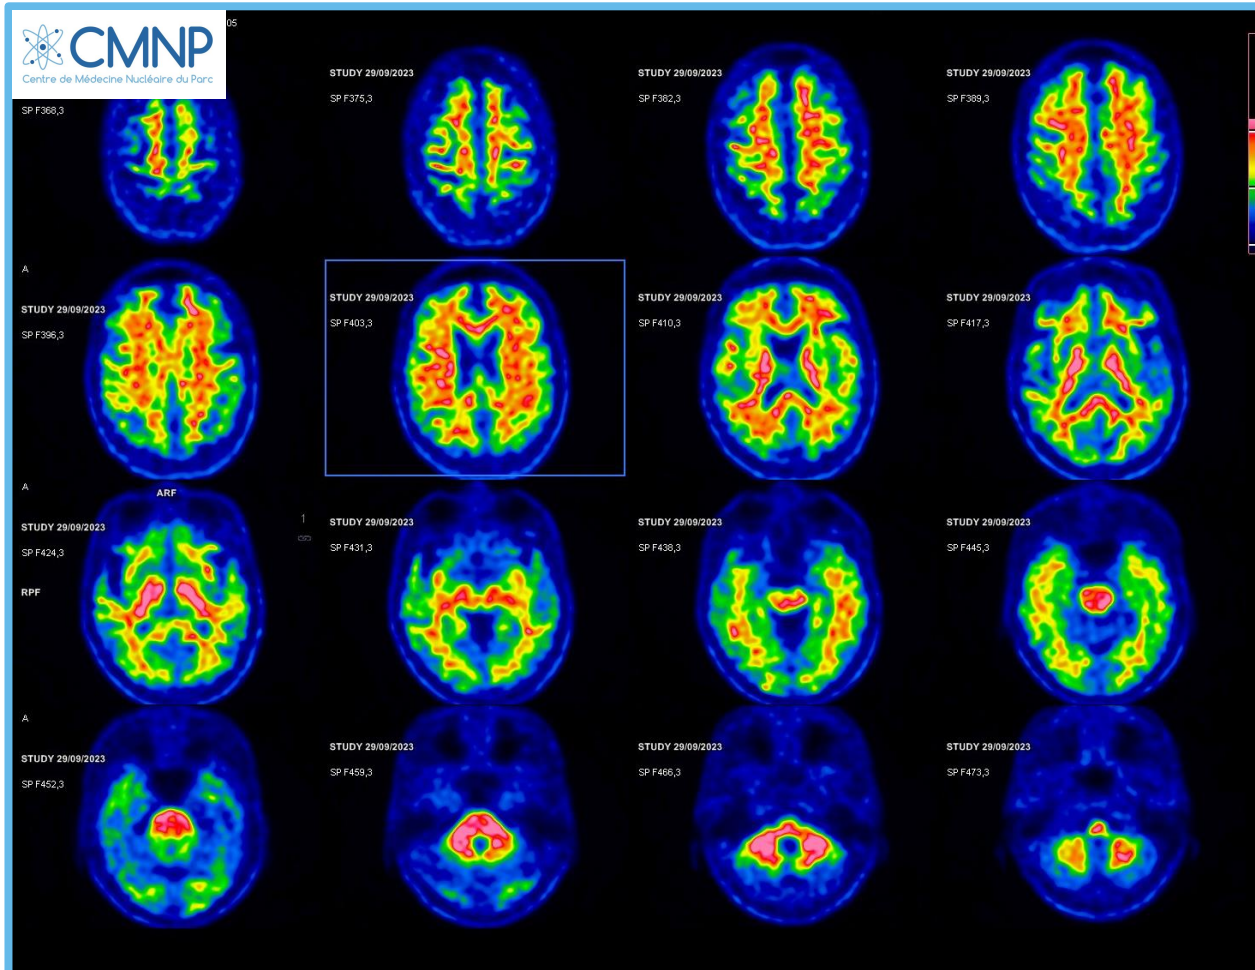 CMNP
Centre de Médecine Nucléaire du Parc
05
SP F368,3
STUDY 29/09/2023
SP F375,3
STUDY 29/09/2023
SP F382,3
STUDY 29/09/2023
SP F389,3
A
STUDY 29/09/2023
SP F396,3
STUDY 29/09/2023
SP F403,3
STUDY 29/09/2023
SP F410,3
STUDY 29/09/2023
SP F417,3
A
ARF
STUDY 29/09/2023
SP F424,3
RPF
1
STUDY 29/09/2023
SP F431,3
STUDY 29/09/2023
SP F438,3
STUDY 29/09/2023
SP F445,3
A
STUDY 29/09/2023
SP F452,3
STUDY 29/09/2023
SP F459,3
STUDY 29/09/2023
SP F466,3
STUDY 29/09/2023
SP F473,3